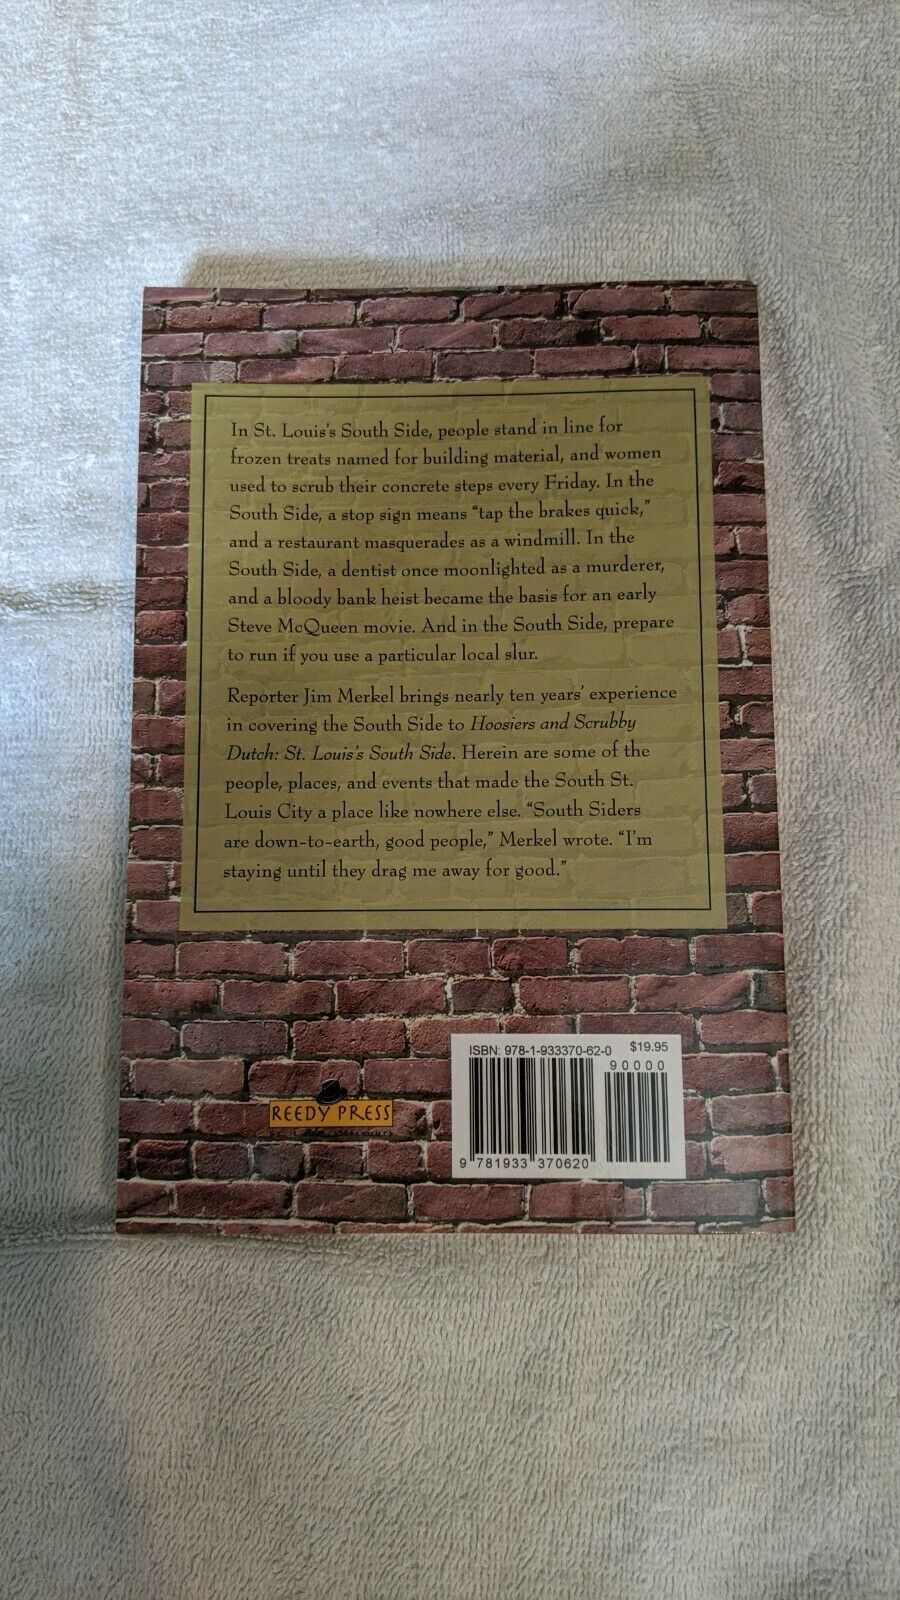 In St. Louis's South Side, people stand in line for
frozen treats named for building material, and women
used to scrub their concrete steps every Friday. In the
South Side, a stop sign means “tap the brakes quick,”
and a restaurant masquerades as a windmill. In the
South Side, a dentist once moonlighted as a murderer,
and a bloody bank heist became the basis for an early
Steve McQueen movie. And in the South Side, prepare
to run if you use a particular local slur.
Reporter Jim Merkel brings nearly ten years’ experience
in covering the South Side to Hoosiers and Scrubby
Dutch: St. Louis’s South Side. Herein are some of the
people, places, and events that made the South St.
Louis City a place like nowhere else. “South Siders
are down-to-earth, good people,” Merkel wrote. “I’m
staying until they drag me away for good.”
ISBN: 978-1-933370-62-0 $19.95
90000
9 781933 370620
REEDY PRESS